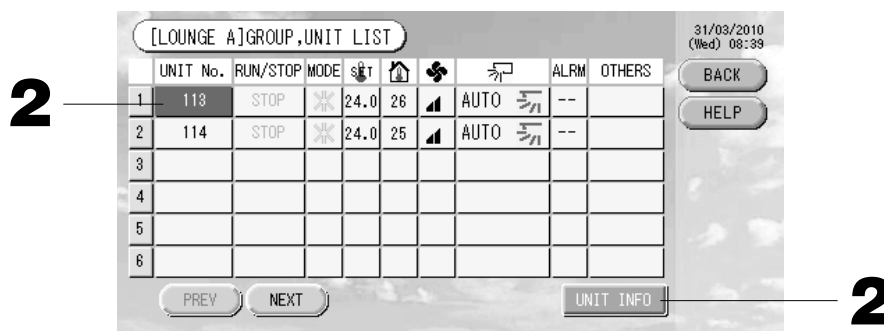 [LOUNGE A]GROUP,UNIT LIST
31/03/2010
(Wed) 08:39
UNIT No. RUN/STOP MODE SET ALRM OTHERS
BACK
HELP
2
1 113 STOP 24.0 26 AUTO --
2 114 STOP 24.0 25 AUTO --
3
4
5
6
PREV NEXT UNIT INFO
2